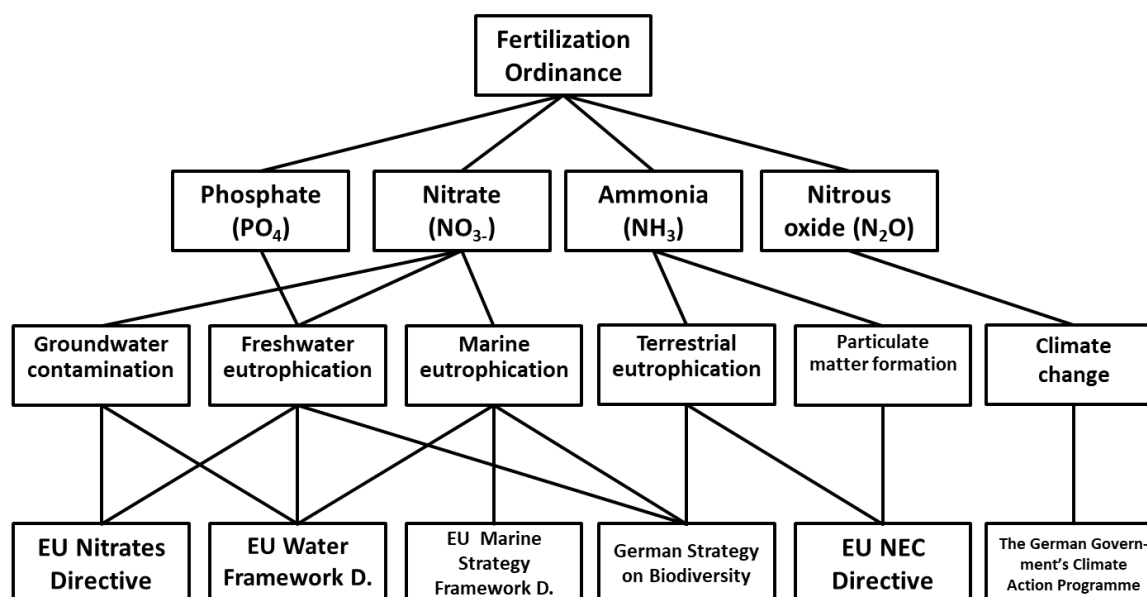 Fertilization
Ordinance
Phosphate
(PO₄)
Nitrate
(NO₃₋)
Ammonia
(NH₃)
Nitrous
oxide (N₂O)
Groundwater
contamination
Freshwater
eutrophication
Marine
eutrophication
Terrestrial
eutrophication
Particulate
matter formation
Climate
change
EU Nitrates
Directive
EU Water
Framework D.
EU Marine
Strategy
Framework D.
German Strategy
on Biodiversity
EU NEC
Directive
The German Govern-
ment’s Climate
Action Programme